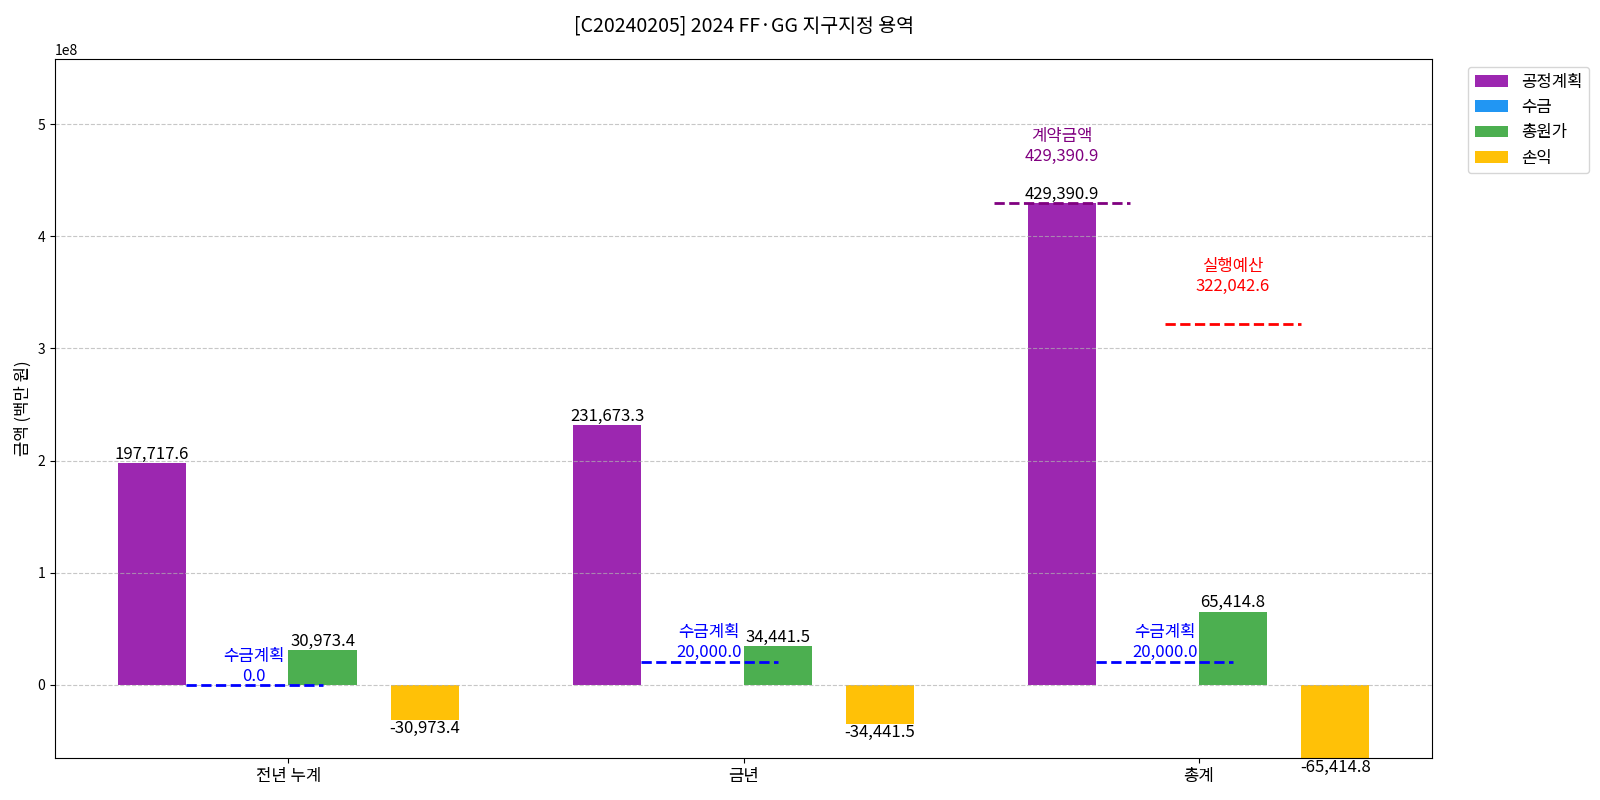 [C20240205] 2024 FF·GG 지구지정 용역
1e8
금액 (백만 원)
5
4
3
2
1
0
197,717.6
수금계획
0.0
30,973.4
-30,973.4
231,673.3
수금계획
20,000.0
34,441.5
-34,441.5
계약금액
429,390.9
429,390.9
실행예산
322,042.6
수금계획
20,000.0
65,414.8
-65,414.8
전년 누계
금년
총계
공정계획
수금
총원가
손익